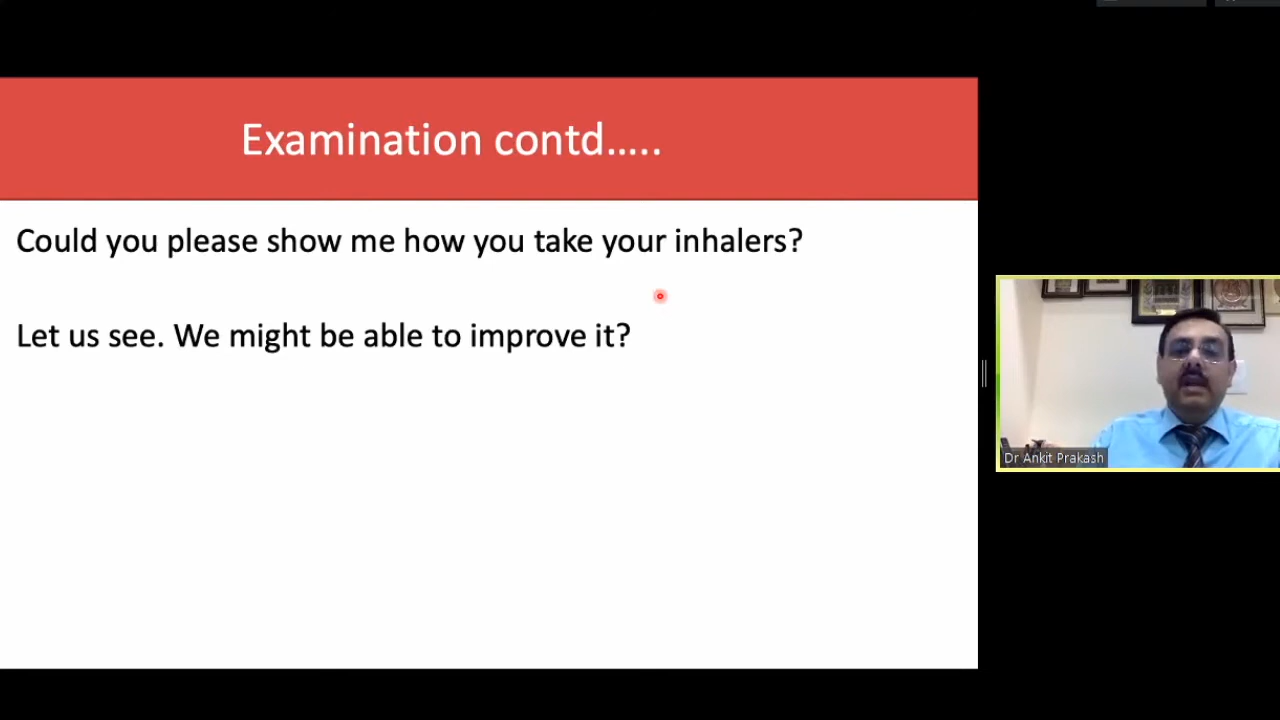 Examination contd.....
Could you please show me how you take your inhalers?
Let us see. We might be able to improve it?
Dr Ankit Prakash